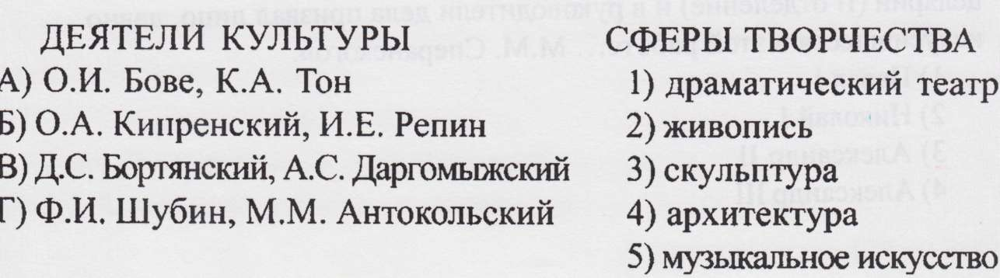 ДЕЯТЕЛИ КУЛЬТУРЫ
А) О.И. Бове, К.А. Тон
Б) О.А. Кипренский, И.Е. Репин
В) Д.С. Бортянский, А.С. Даргомыжский
Г) Ф.И. Шубин, М.М. Антокольский
СФЕРЫ ТВОРЧЕСТВА
1) драматический театр
2) живопись
3) скульптура
4) архитектура
5) музыкальное искусство